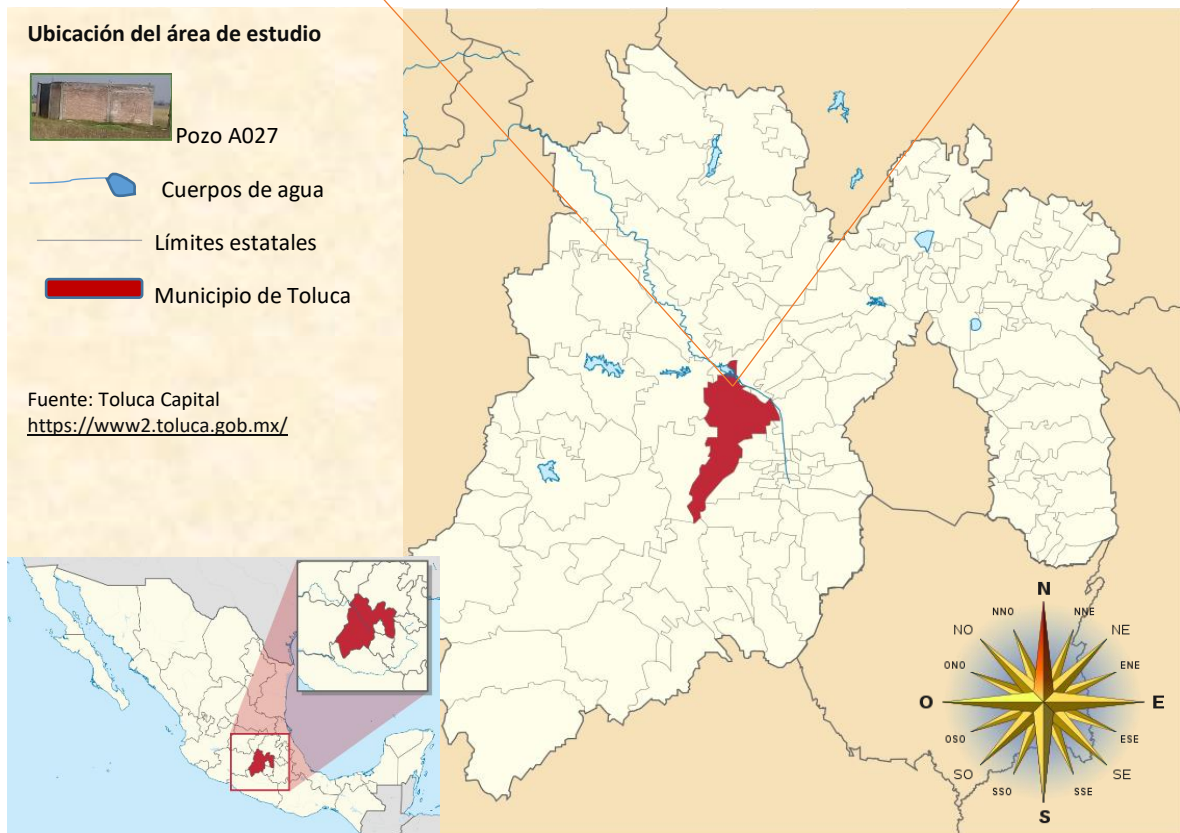 Ubicación del área de estudio
Pozo A027
Cuerpos de agua
Límites estatales
Municipio de Toluca
Fuente: Toluca Capital
https://www2.toluca.gob.mx/
N
NNO
NNE
NO
NE
ONO
ENE
O
E
OSO
ESE
SO
SE
SSO
SSE
S